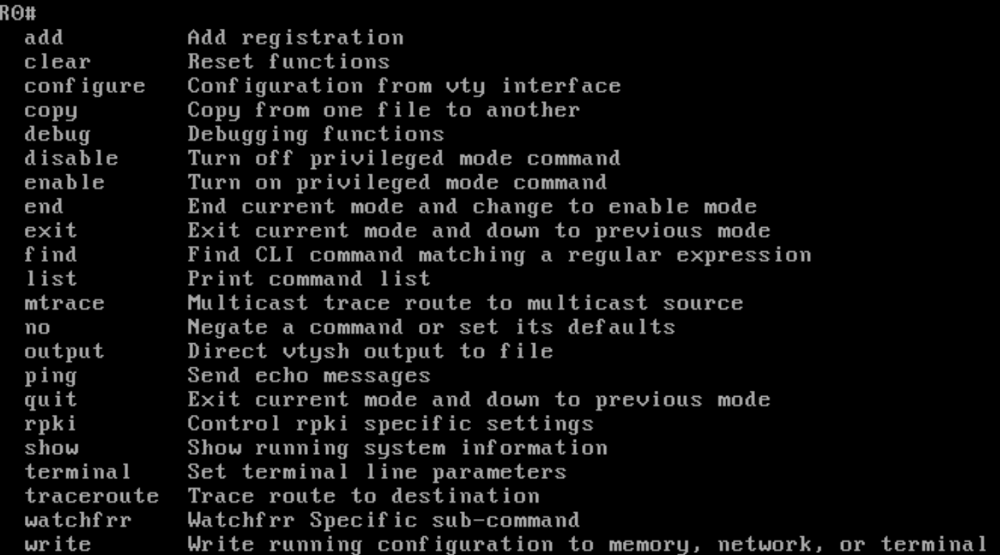 R0#
  add         Add registration
  clear       Reset functions
  configure   Configuration from vty interface
  copy        Copy from one file to another
  debug       Debugging functions
  disable     Turn off privileged mode command
  enable      Turn on privileged mode command
  end         End current mode and change to enable mode
  exit        Exit current mode and down to previous mode
  find        Find CLI command matching a regular expression
  list        Print command list
  mtrace      Multicast trace route to multicast source
  no          Negate a command or set its defaults
  output      Direct vtysh output to file
  ping        Send echo messages
  quit        Exit current mode and down to previous mode
  rpki        Control rpki specific settings
  show        Show running system information
  terminal    Set terminal line parameters
  traceroute  Trace route to destination
  watchfrr    Watchfrr Specific sub-command
  write       Write running configuration to memory, network, or terminal